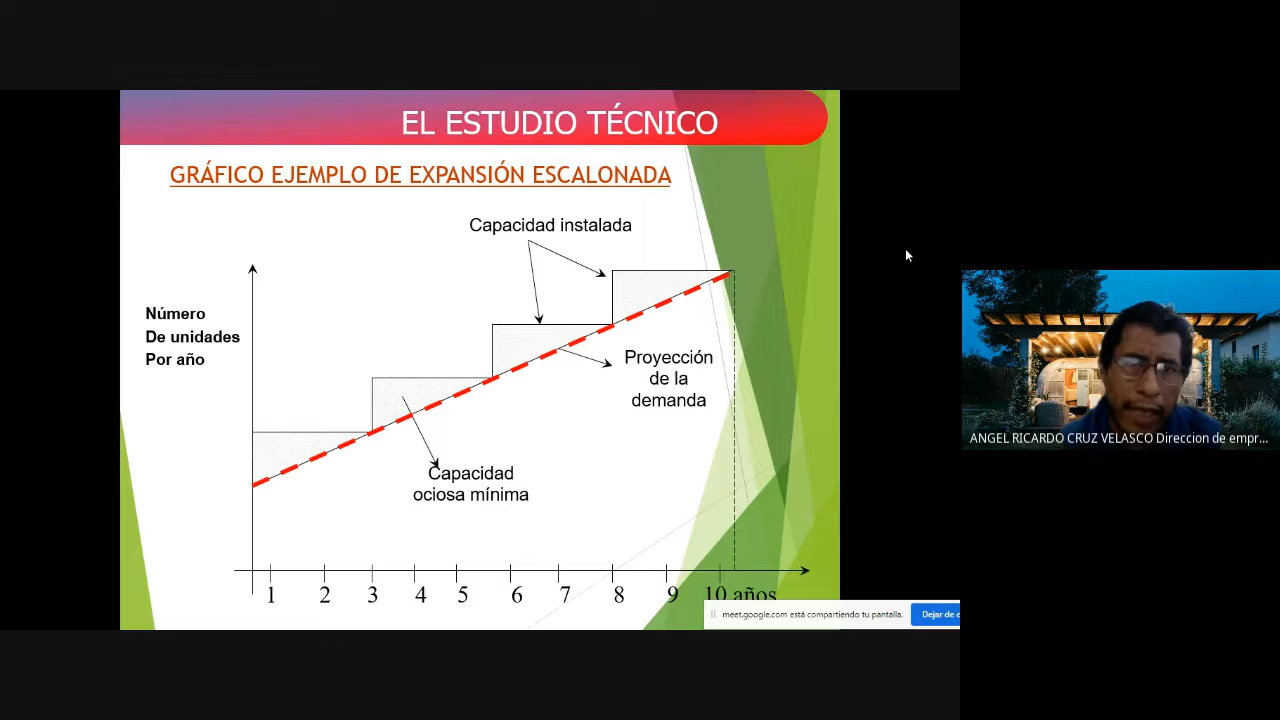 EL ESTUDIO TÉCNICO
GRÁFICO EJEMPLO DE EXPANSIÓN ESCALONADA
Capacidad instalada
Número
De unidades
Por año
Proyección
de la
demanda
Capacidad
ociosa mínima
1 2 3 4 5 6 7 8 9 10 años
meet.google.com está compartiendo tu pantalla.
Dejar de c
ANGEL RICARDO CRUZ VELASCO Direccion de empr...